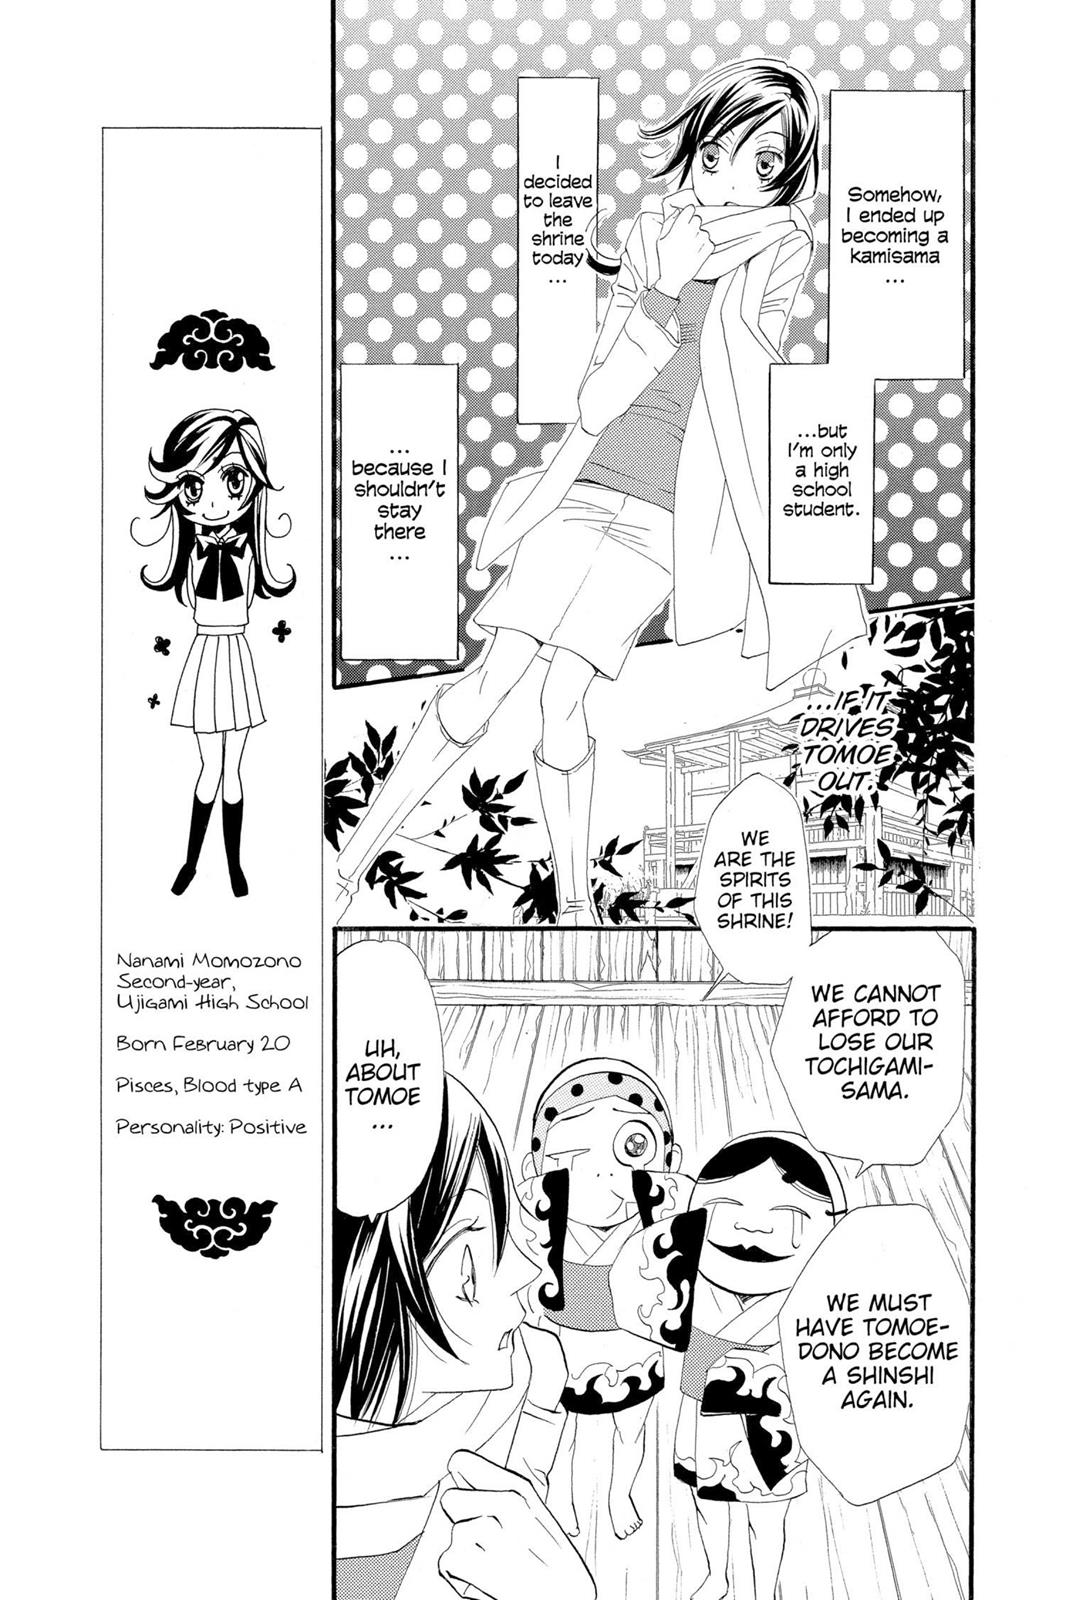 Somehow,
I ended up
becoming a
kamisama
...
...but
I'm only
a high
school
student.
I
decided
to leave
the
shrine
today
...
...
because I
shouldn't
stay
there
...
...IF IT
DRIVES
TOMOE
OUT.
WE
ARE THE
SPIRITS
OF THIS
SHRINE!
WE CANNOT
AFFORD TO
LOSE OUR
TOCHIGAMI-
SAMA.
UH,
ABOUT
TOMOE
...
WE MUST
HAVE TOMOE-
DONO BECOME
A SHINSHI
AGAIN.
Nanami Momozono
Second-year,
Ujigami High School
Born February 20
Pisces, Blood type A
Personality: Positive